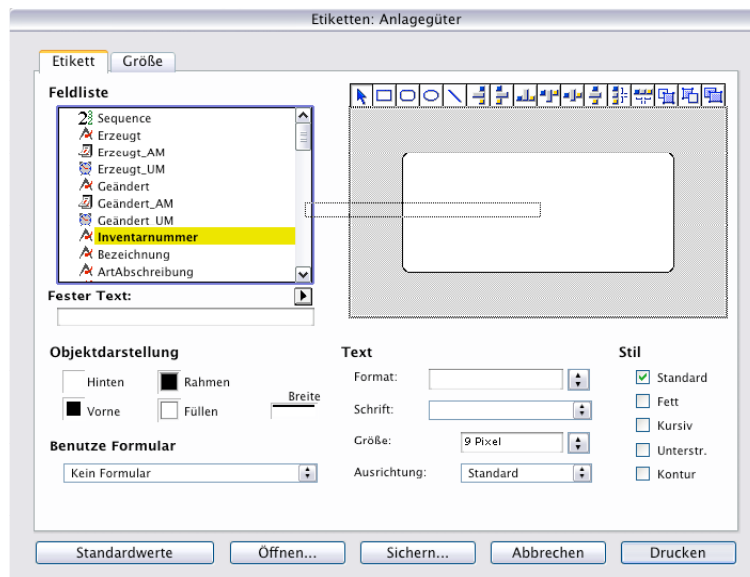 Etiketten: Anlagegüter
Etikett
Größe
Feldliste
Sequence
Erzeugt
Erzeugt_AM
Erzeugt_UM
Geändert
Geändert_AM
Geändert_UM
Inventarnummer
Bezeichnung
ArtAbschreibung
Fester Text:
Objektdarstellung
Hinten
Rahmen
Vorne
Füllen
Breite
Benutze Formular
Kein Formular
Text
Format:
Schrift:
Größe:
9 Pixel
Ausrichtung:
Standard
Stil
Standard
Fett
Kursiv
Unterstr.
Kontur
Standardwerte
Öffnen...
Sichern...
Abbrechen
Drucken